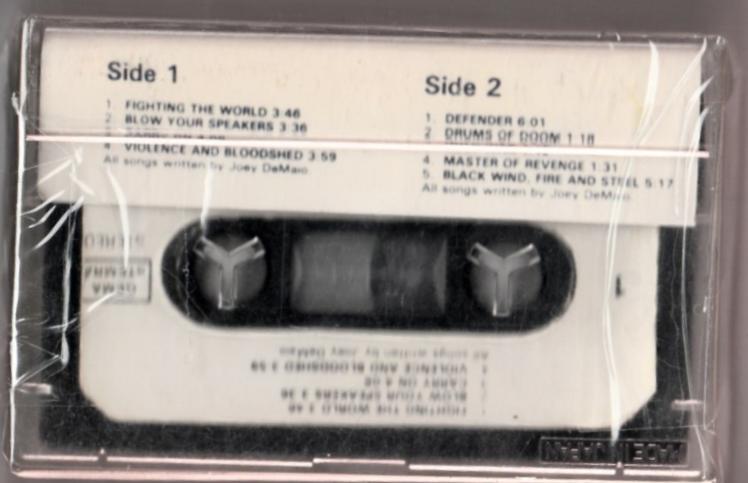 Side 1
1. FIGHTING THE WORLD 3:46
2. BLOW YOUR SPEAKERS 3:36
4. VIOLENCE AND BLOODSHED 3:59
All songs written by Joey DeMaio
Side 2
1. DEFENDER 6:01
2. DRUMS OF DOOM 1:18
4. MASTER OF REVENGE 1:31
5. BLACK WIND, FIRE AND STEEL 5:17
All songs written by Joey DeMaio
STEREO
GEMA
STEMRA
FIGHTING THE WORLD 3:46
BLOW YOUR SPEAKERS 3:36
CARRY ON 4:08
VIOLENCE AND BLOODSHED 3:59
All songs written by Joey DeMaio
MADE IN JAPAN